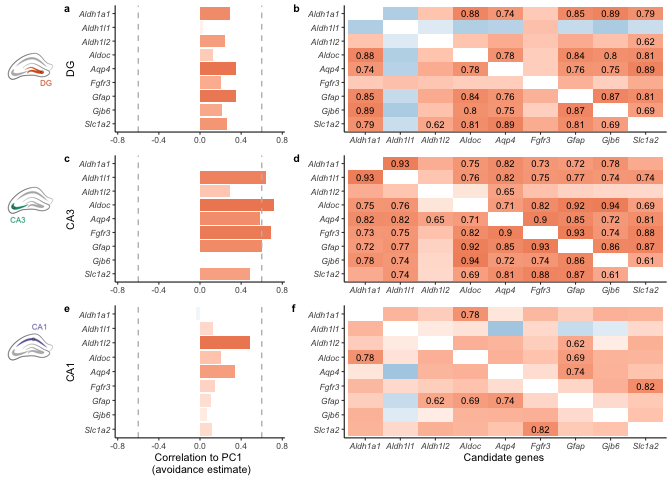 a
b
DG
DG
Aldh1a1
Aldh1l1
Aldh1l2
Aldoc
Aqp4
Fgfr3
Gfap
Gjb6
Slc1a2
-0.8 -0.4 0.0 0.4 0.8
Aldh1a1 0.88 0.74 0.85 0.89 0.79
Aldh1l1
Aldh1l2 0.62
Aldoc 0.88 0.78 0.84 0.8 0.81
Aqp4 0.74 0.78 0.76 0.75 0.89
Fgfr3
Gfap 0.85 0.84 0.76 0.87 0.81
Gjb6 0.89 0.8 0.75 0.87 0.69
Slc1a2 0.79 0.62 0.81 0.89 0.81 0.69
Aldh1a1 Aldh1l1 Aldh1l2 Aldoc Aqp4 Fgfr3 Gfap Gjb6 Slc1a2
c
d
CA3
CA3
Aldh1a1
Aldh1l1
Aldh1l2
Aldoc
Aqp4
Fgfr3
Gfap
Gjb6
Slc1a2
-0.8 -0.4 0.0 0.4 0.8
Aldh1a1 0.93 0.75 0.82 0.73 0.72 0.78
Aldh1l1 0.93 0.76 0.82 0.75 0.77 0.74 0.74
Aldh1l2 0.65
Aldoc 0.75 0.76 0.71 0.82 0.92 0.94 0.69
Aqp4 0.82 0.82 0.65 0.71 0.9 0.85 0.72 0.81
Fgfr3 0.73 0.75 0.82 0.9 0.93 0.74 0.88
Gfap 0.72 0.77 0.92 0.85 0.93 0.86 0.87
Gjb6 0.78 0.74 0.94 0.72 0.74 0.86 0.61
Slc1a2 0.74 0.69 0.81 0.88 0.87 0.61
Aldh1a1 Aldh1l1 Aldh1l2 Aldoc Aqp4 Fgfr3 Gfap Gjb6 Slc1a2
e
f
CA1
CA1
Aldh1a1
Aldh1l1
Aldh1l2
Aldoc
Aqp4
Fgfr3
Gfap
Gjb6
Slc1a2
-0.8 -0.4 0.0 0.4 0.8
Correlation to PC1
(avoidance estimate)
Aldh1a1 0.78
Aldh1l1
Aldh1l2 0.62
Aldoc 0.78 0.69
Aqp4 0.74
Fgfr3 0.82
Gfap 0.62 0.69 0.74
Gjb6
Slc1a2 0.82
Aldh1a1 Aldh1l1 Aldh1l2 Aldoc Aqp4 Fgfr3 Gfap Gjb6 Slc1a2
Candidate genes